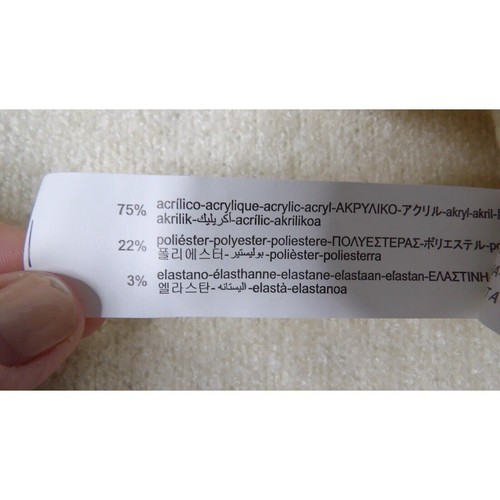 75% acrílico-acrylique-acrylic-acryl-ΑΚΡΥΛΙΚΟ-アクリル-akryl-akril-
akrilik-أكريليك-acrílic-akrilikoa
22% poliéster-polyester-poliestere-ΠΟΛΥΕΣΤΕΡΑΣ-ポリエステル-
폴리에스터-بوليستير-polièster-poliesterra
3% elastano-élasthanne-elastane-elastaan-elastan-ΕΛΑΣΤΙΝΗ
엘라스탄-اليستانه-elastà-elastanoa